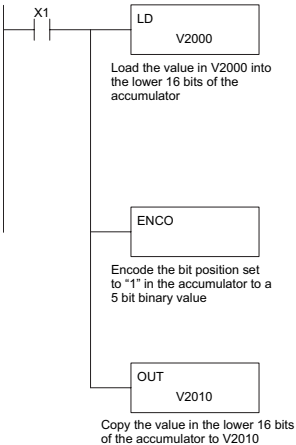 X1
LD
V2000
Load the value in V2000 into
the lower 16 bits of the
accumulator
ENCO
Encode the bit position set
to “1” in the accumulator to a
5 bit binary value
OUT
V2010
Copy the value in the lower 16 bits
of the accumulator to V2010